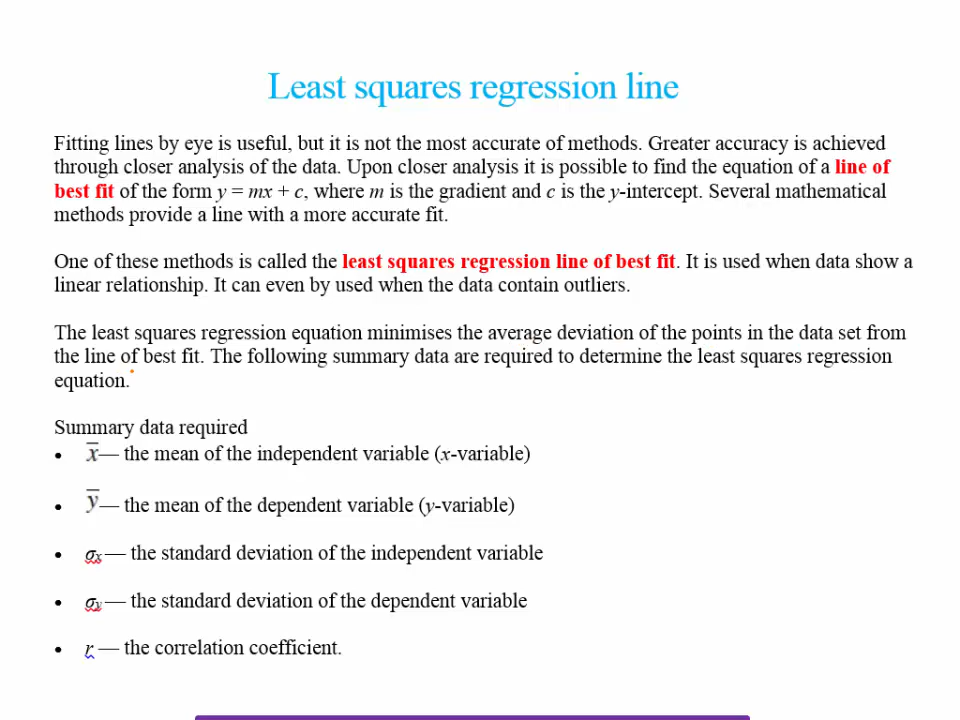 Least squares regression line
Fitting lines by eye is useful, but it is not the most accurate of methods. Greater accuracy is achieved
through closer analysis of the data. Upon closer analysis it is possible to find the equation of a line of
best fit of the form y = mx + c, where m is the gradient and c is the y-intercept. Several mathematical
methods provide a line with a more accurate fit.
One of these methods is called the least squares regression line of best fit. It is used when data show a
linear relationship. It can even by used when the data contain outliers.
The least squares regression equation minimises the average deviation of the points in the data set from
the line of best fit. The following summary data are required to determine the least squares regression
equation.
Summary data required
• x̅ — the mean of the independent variable (x-variable)
• y̅ — the mean of the dependent variable (y-variable)
• σx — the standard deviation of the independent variable
• σy — the standard deviation of the dependent variable
• r — the correlation coefficient.